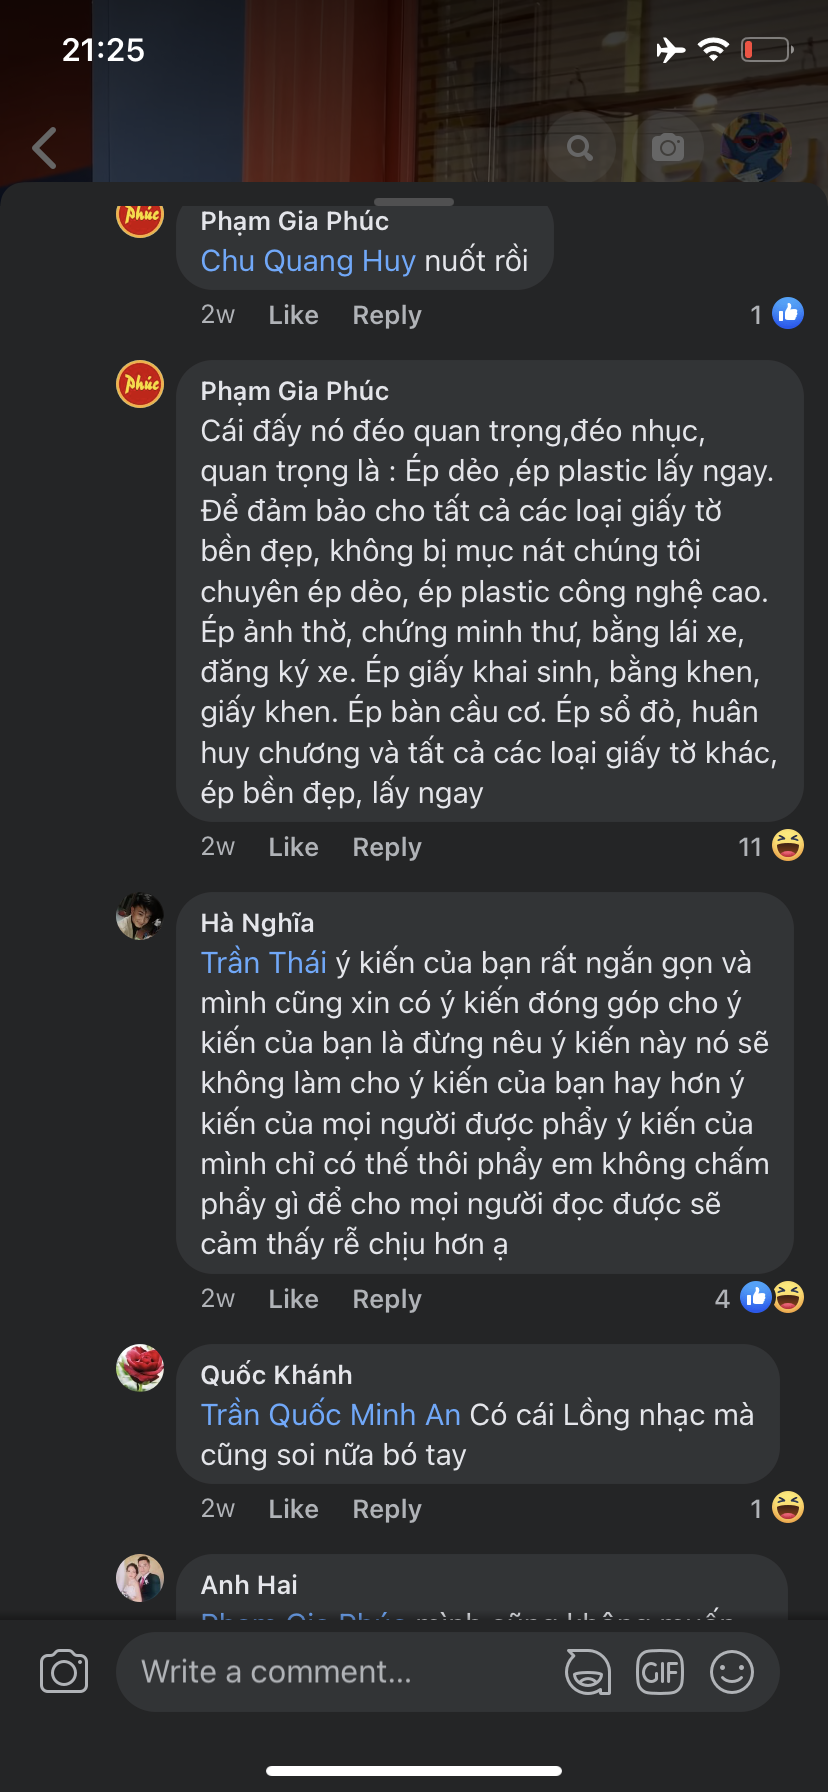 21:25
Phúc
Phạm Gia Phúc
Chu Quang Huy nuốt rồi
2w Like Reply 1
Phúc
Phạm Gia Phúc
Cái đấy nó đéo quan trọng,đéo nhục,
quan trọng là : Ép dẻo ,ép plastic lấy ngay.
Để đảm bảo cho tất cả các loại giấy tờ
bền đẹp, không bị mục nát chúng tôi
chuyên ép dẻo, ép plastic công nghệ cao.
Ép ảnh thờ, chứng minh thư, bằng lái xe,
đăng ký xe. Ép giấy khai sinh, bằng khen,
giấy khen. Ép bàn cầu cơ. Ép sổ đỏ, huân
huy chương và tất cả các loại giấy tờ khác,
ép bền đẹp, lấy ngay
2w Like Reply 11
Hà Nghĩa
Trần Thái ý kiến của bạn rất ngắn gọn và
mình cũng xin có ý kiến đóng góp cho ý
kiến của bạn là đừng nêu ý kiến này nó sẽ
không làm cho ý kiến của bạn hay hơn ý
kiến của mọi người được phẩy ý kiến của
mình chỉ có thế thôi phẩy em không chấm
phẩy gì để cho mọi người đọc được sẽ
cảm thấy rễ chịu hơn ạ
2w Like Reply 4
Quốc Khánh
Trần Quốc Minh An Có cái Lồng nhạc mà
cũng soi nữa bó tay
2w Like Reply 1
Anh Hai
Phạm Gia Phúc mình cũng không muốn
Write a comment...
GIF